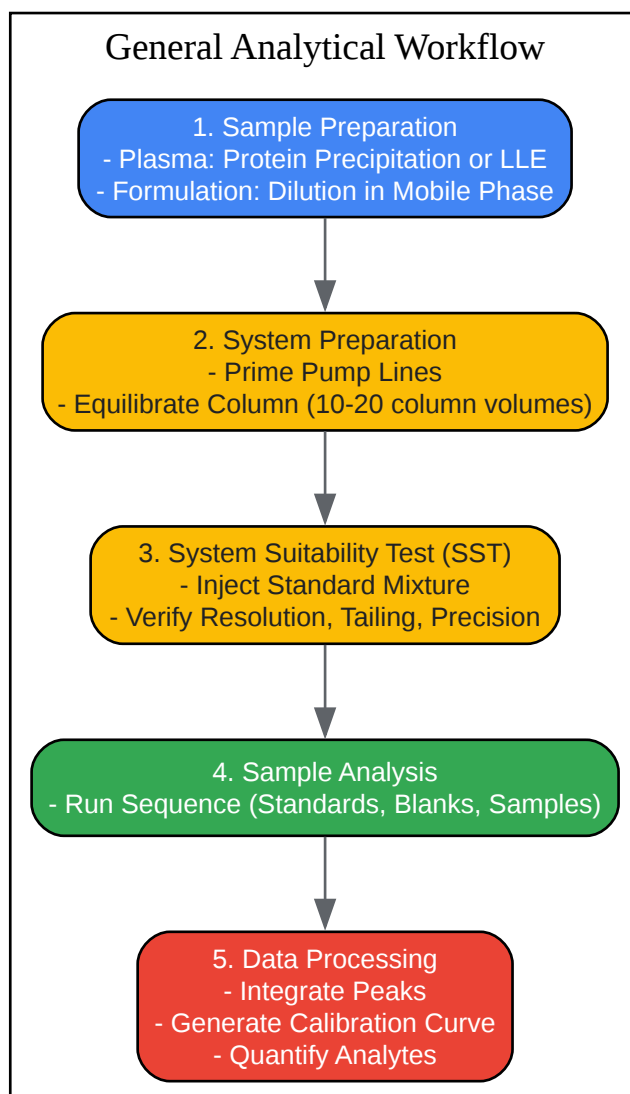 General Analytical Workflow
1. Sample Preparation
- Plasma: Protein Precipitation or LLE
- Formulation: Dilution in Mobile Phase
2. System Preparation
- Prime Pump Lines
- Equilibrate Column (10-20 column volumes)
3. System Suitability Test (SST)
- Inject Standard Mixture
- Verify Resolution, Tailing, Precision
4. Sample Analysis
- Run Sequence (Standards, Blanks, Samples)
5. Data Processing
- Integrate Peaks
- Generate Calibration Curve
- Quantify Analytes